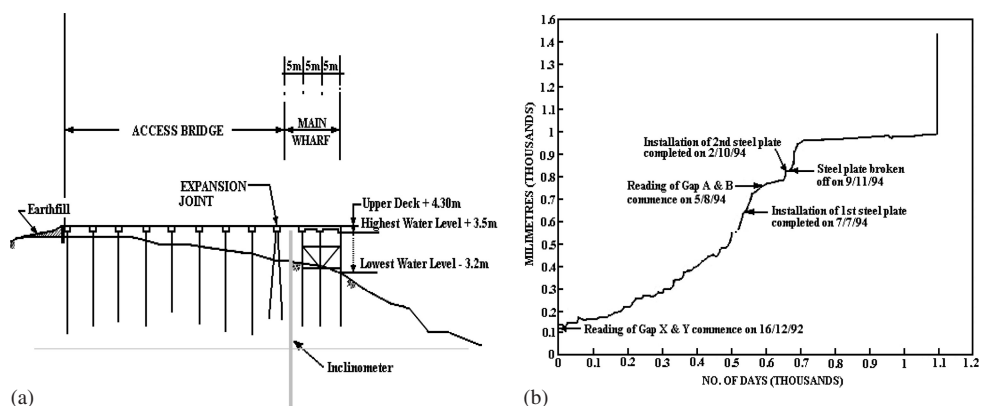 5m 5m 5m
ACCESS BRIDGE
MAIN
WHARF
EXPANSION
JOINT
Earthfill
Upper Deck + 4.30m
Highest Water Level + 3.5m
Lowest Water Level - 3.2m
Inclinometer
(a)
MILIMETRES (THOUSANDS)
1.6
1.5
1.4
1.3
1.2
1.1
1
0.9
0.8
0.7
0.6
0.5
0.4
0.3
0.2
0.1
0
Installation of 2nd steel plate
completed on 2/10/94
Steel plate broken
off on 9/11/94
Reading of Gap A & B
commence on 5/8/94
Installation of 1st steel plate
completed on 7/7/94
Reading of Gap X & Y commence on 16/12/92
0 0.1 0.2 0.3 0.4 0.5 0.6 0.7 0.8 0.9 1 1.1 1.2
NO. OF DAYS (THOUSANDS)
(b)